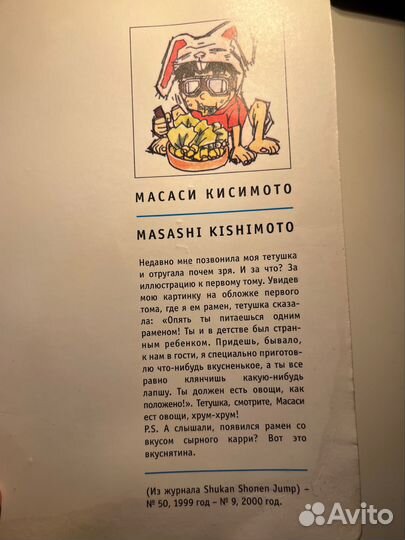 МАСАСИ КИСИМОТО
MASASHI KISHIMOTO
Недавно мне позвонила моя тетушка
и отругала почем зря. И за что? За
иллюстрацию к первому тому. Увидев
мою картинку на обложке первого
тома, где я ем рамен, тетушка сказа-
ла: «Опять ты питаешься одним
раменом! Ты и в детстве был стран-
ным ребенком. Придешь, бывало,
к нам в гости, я специально приготов-
лю что-нибудь вкусненькое, а ты все
равно клянчишь какую-нибудь
лапшу. Ты должен есть овощи, как
положено!». Тетушка, смотрите, Масаси
ест овощи, хрум-хрум!
P.S. А слышали, появился рамен со
вкусом сырного карри? Вот это
вкуснятина.
(Из журнала Shukan Shonen Jump) –
№ 50, 1999 год – № 9, 2000 год.
Avito